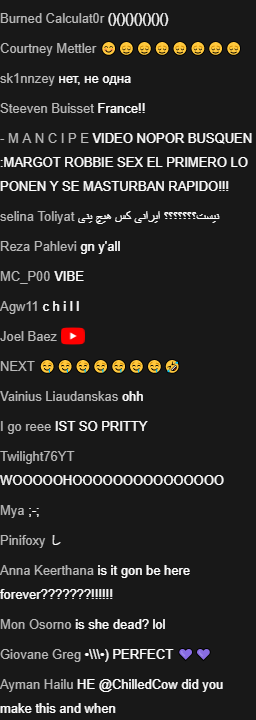 Burned Calculat0r ()()()()()()()
Courtney Mettler 😊😔😔😔😔😔😔😔
sk1nnzey нет, не одна
Steeven Buisset France!!
- M A N C I P E VIDEO NOPOR BUSQUEN
:MARGOT ROBBIE SEX EL PRIMERO LO
PONEN Y SE MASTURBAN RAPIDO!!!
selina Toliyat نیست؟؟؟؟؟؟؟ ایرانی کس هیچ ینی
Reza Pahlevi gn y'all
MC_P00 VIBE
Agw11 c h i l l
Joel Baez
NEXT 😊😊😊😊😊😊😊🤣
Vainius Liaudanskas ohh
I go reee IST SO PRITTY
Twilight76YT
WOOOOOHOOOOOOOOOOOOOOO
Mya ;-;
Pinifoxy し
Anna Keerthana is it gon be here
forever???????!!!!!!
Mon Osorno is she dead? lol
Giovane Greg •\\\•) PERFECT 💜💜
Ayman Hailu HE @ChilledCow did you
make this and when